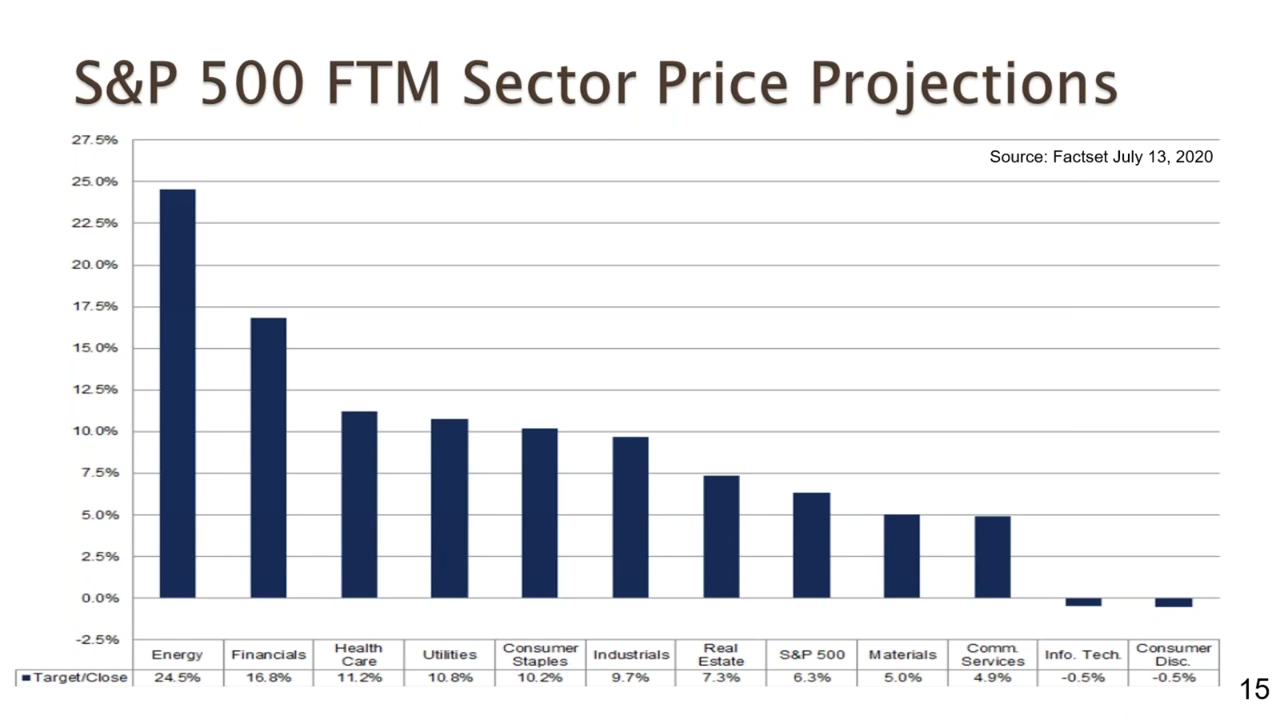 S&P 500 FTM Sector Price Projections
Source: Factset July 13, 2020
27.5%
25.0%
22.5%
20.0%
17.5%
15.0%
12.5%
10.0%
7.5%
5.0%
2.5%
0.0%
-2.5%
Energy
Financials
Health
Care
Utilities
Consumer
Staples
Industrials
Real
Estate
S&P 500
Materials
Comm.
Services
Info. Tech.
Consumer
Disc.
Target/Close 24.5% 16.8% 11.2% 10.8% 10.2% 9.7% 7.3% 6.3% 5.0% 4.9% -0.5% -0.5%
15